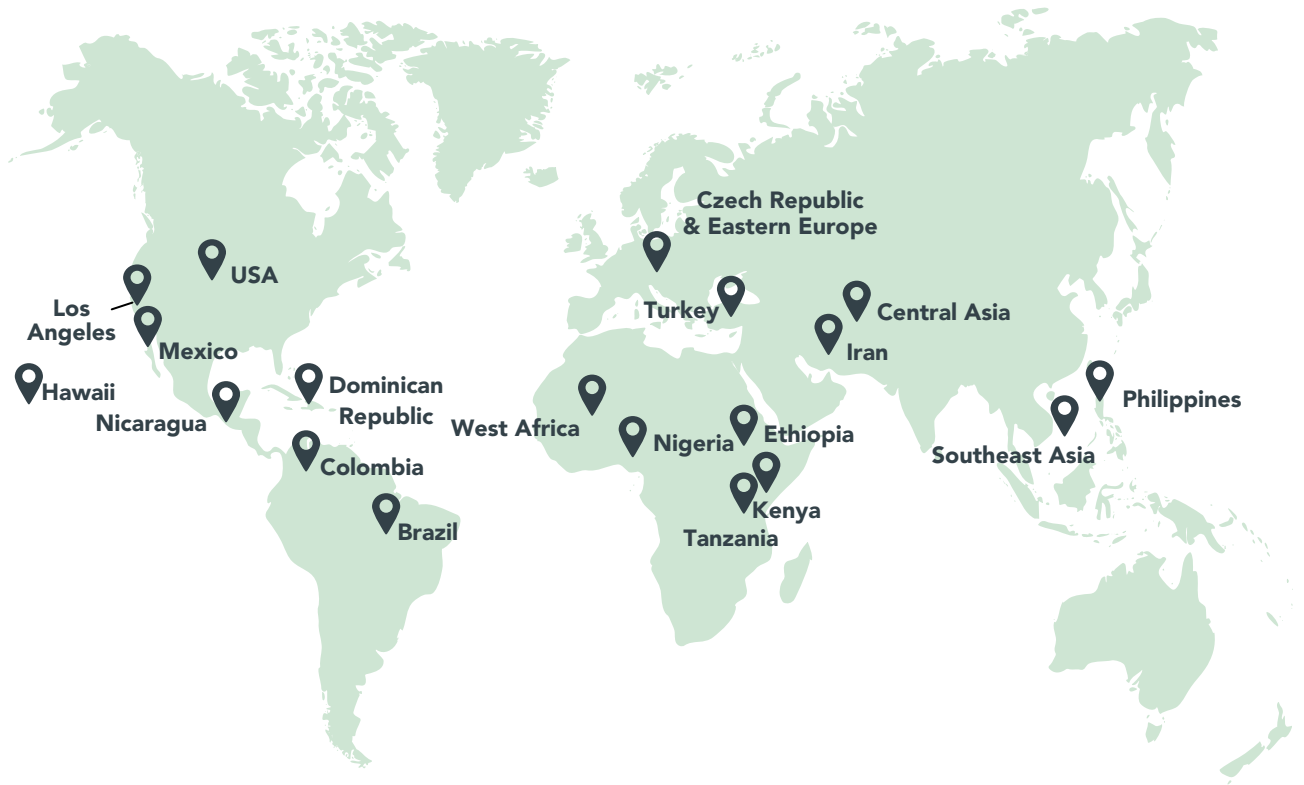 Czech Republic
& Eastern Europe
USA
Los
Angeles
Turkey
Central Asia
Mexico
Iran
Hawaii
Dominican
Republic
Philippines
Nicaragua
West Africa
Nigeria
Ethiopia
Southeast Asia
Colombia
Kenya
Brazil
Tanzania